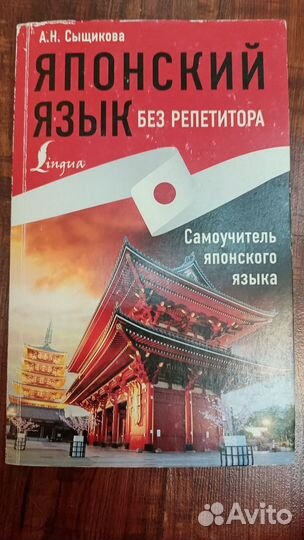 А.Н. Сыщикова
ЯПОНСКИЙ
ЯЗЫК БЕЗ РЕПЕТИТОРА
Lingua
Самоучитель
японского
языка
Avito